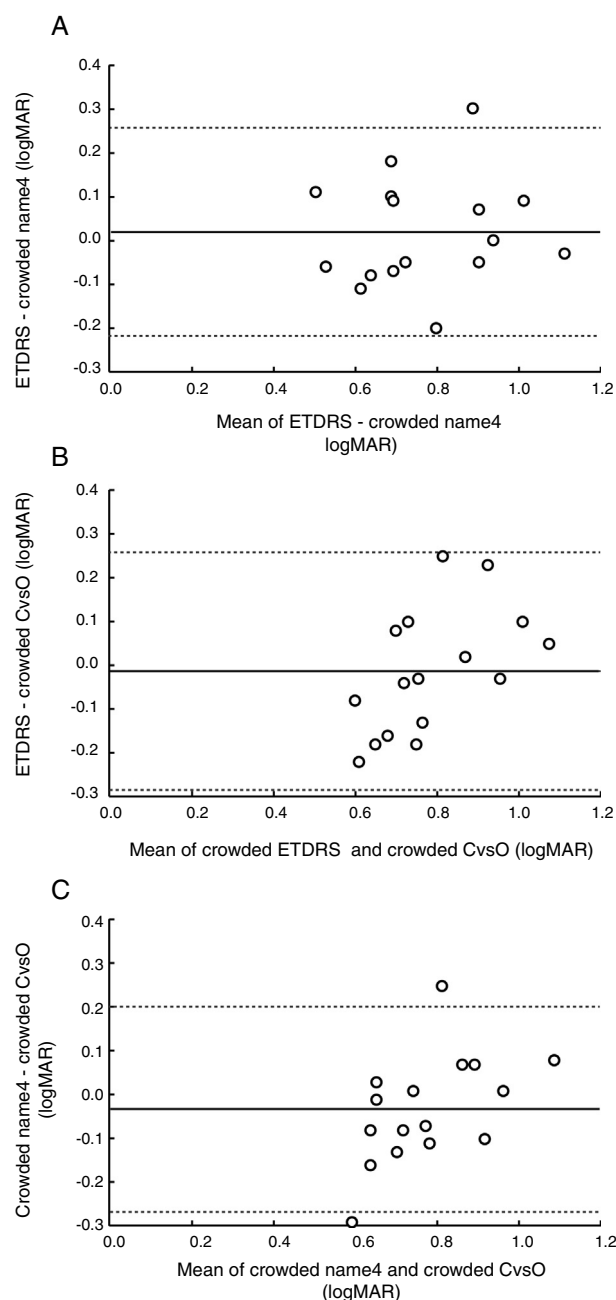 A
ETDRS - crowded name4 (logMAR)
0.4
0.3
0.2
0.1
0.0
-0.1
-0.2
-0.3
0.0 0.2 0.4 0.6 0.8 1.0 1.2
Mean of ETDRS - crowded name4
logMAR)
B
ETDRS - crowded CvsO (logMAR)
0.4
0.3
0.2
0.1
0.0
-0.1
-0.2
-0.3
0.0 0.2 0.4 0.6 0.8 1.0 1.2
Mean of crowded ETDRS and crowded CvsO (logMAR)
C
Crowded name4 - crowded CvsO
(logMAR)
0.4
0.3
0.2
0.1
0.0
-0.1
-0.2
-0.3
0.0 0.2 0.4 0.6 0.8 1.0 1.2
Mean of crowded name4 and crowded CvsO
(logMAR)